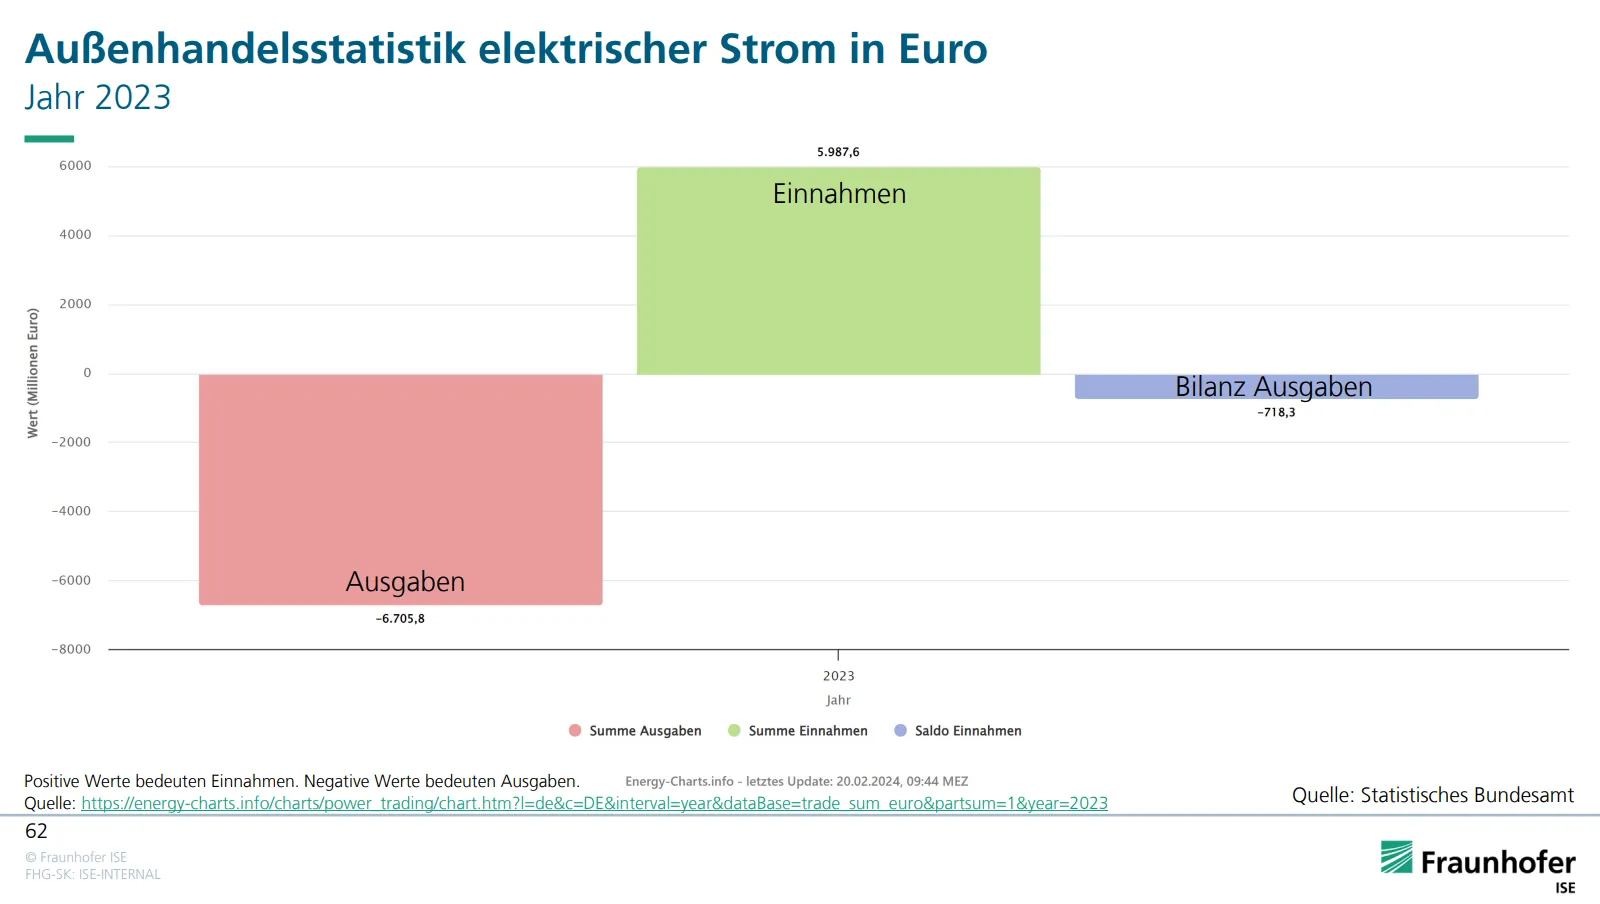 Außenhandelsstatistik elektrischer Strom in Euro
Jahr 2023
5.987,6
6000
Einnahmen
4000
2000
Wert (Millionen Euro)
0
Bilanz Ausgaben
−718,3
−2000
−4000
−6000
Ausgaben
−6.705,8
−8000
2023
Jahr
Summe Ausgaben Summe Einnahmen Saldo Einnahmen
Positive Werte bedeuten Einnahmen. Negative Werte bedeuten Ausgaben.
Energy-Charts.info - letztes Update: 20.02.2024, 09:44 MEZ
Quelle: https://energy-charts.info/charts/power_trading/chart.htm?l=de&c=DE&interval=year&dataBase=trade_sum_euro&partsum=1&year=2023
Quelle: Statistisches Bundesamt
62
© Fraunhofer ISE
FHG-SK: ISE-INTERNAL
Fraunhofer
ISE